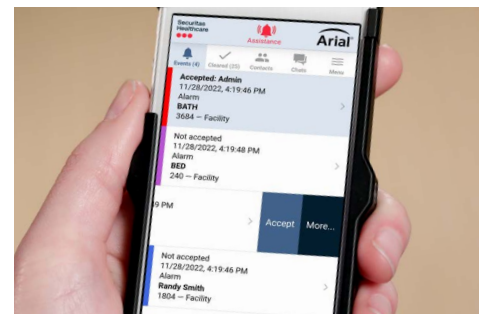 Securitas
Healthcare
Assistance
Arial
Events (4)
Cleared (25)
Contacts
Chats
Menu
Accepted: Admin
11/28/2022, 4:19:46 PM
Alarm
BATH
3684 — Facility
Not accepted
11/28/2022, 4:19:48 PM
Alarm
BED
240 — Facility
9 PM
Accept
More...
Not accepted
11/28/2022, 4:19:46 PM
Alarm
Randy Smith
1804 — Facility